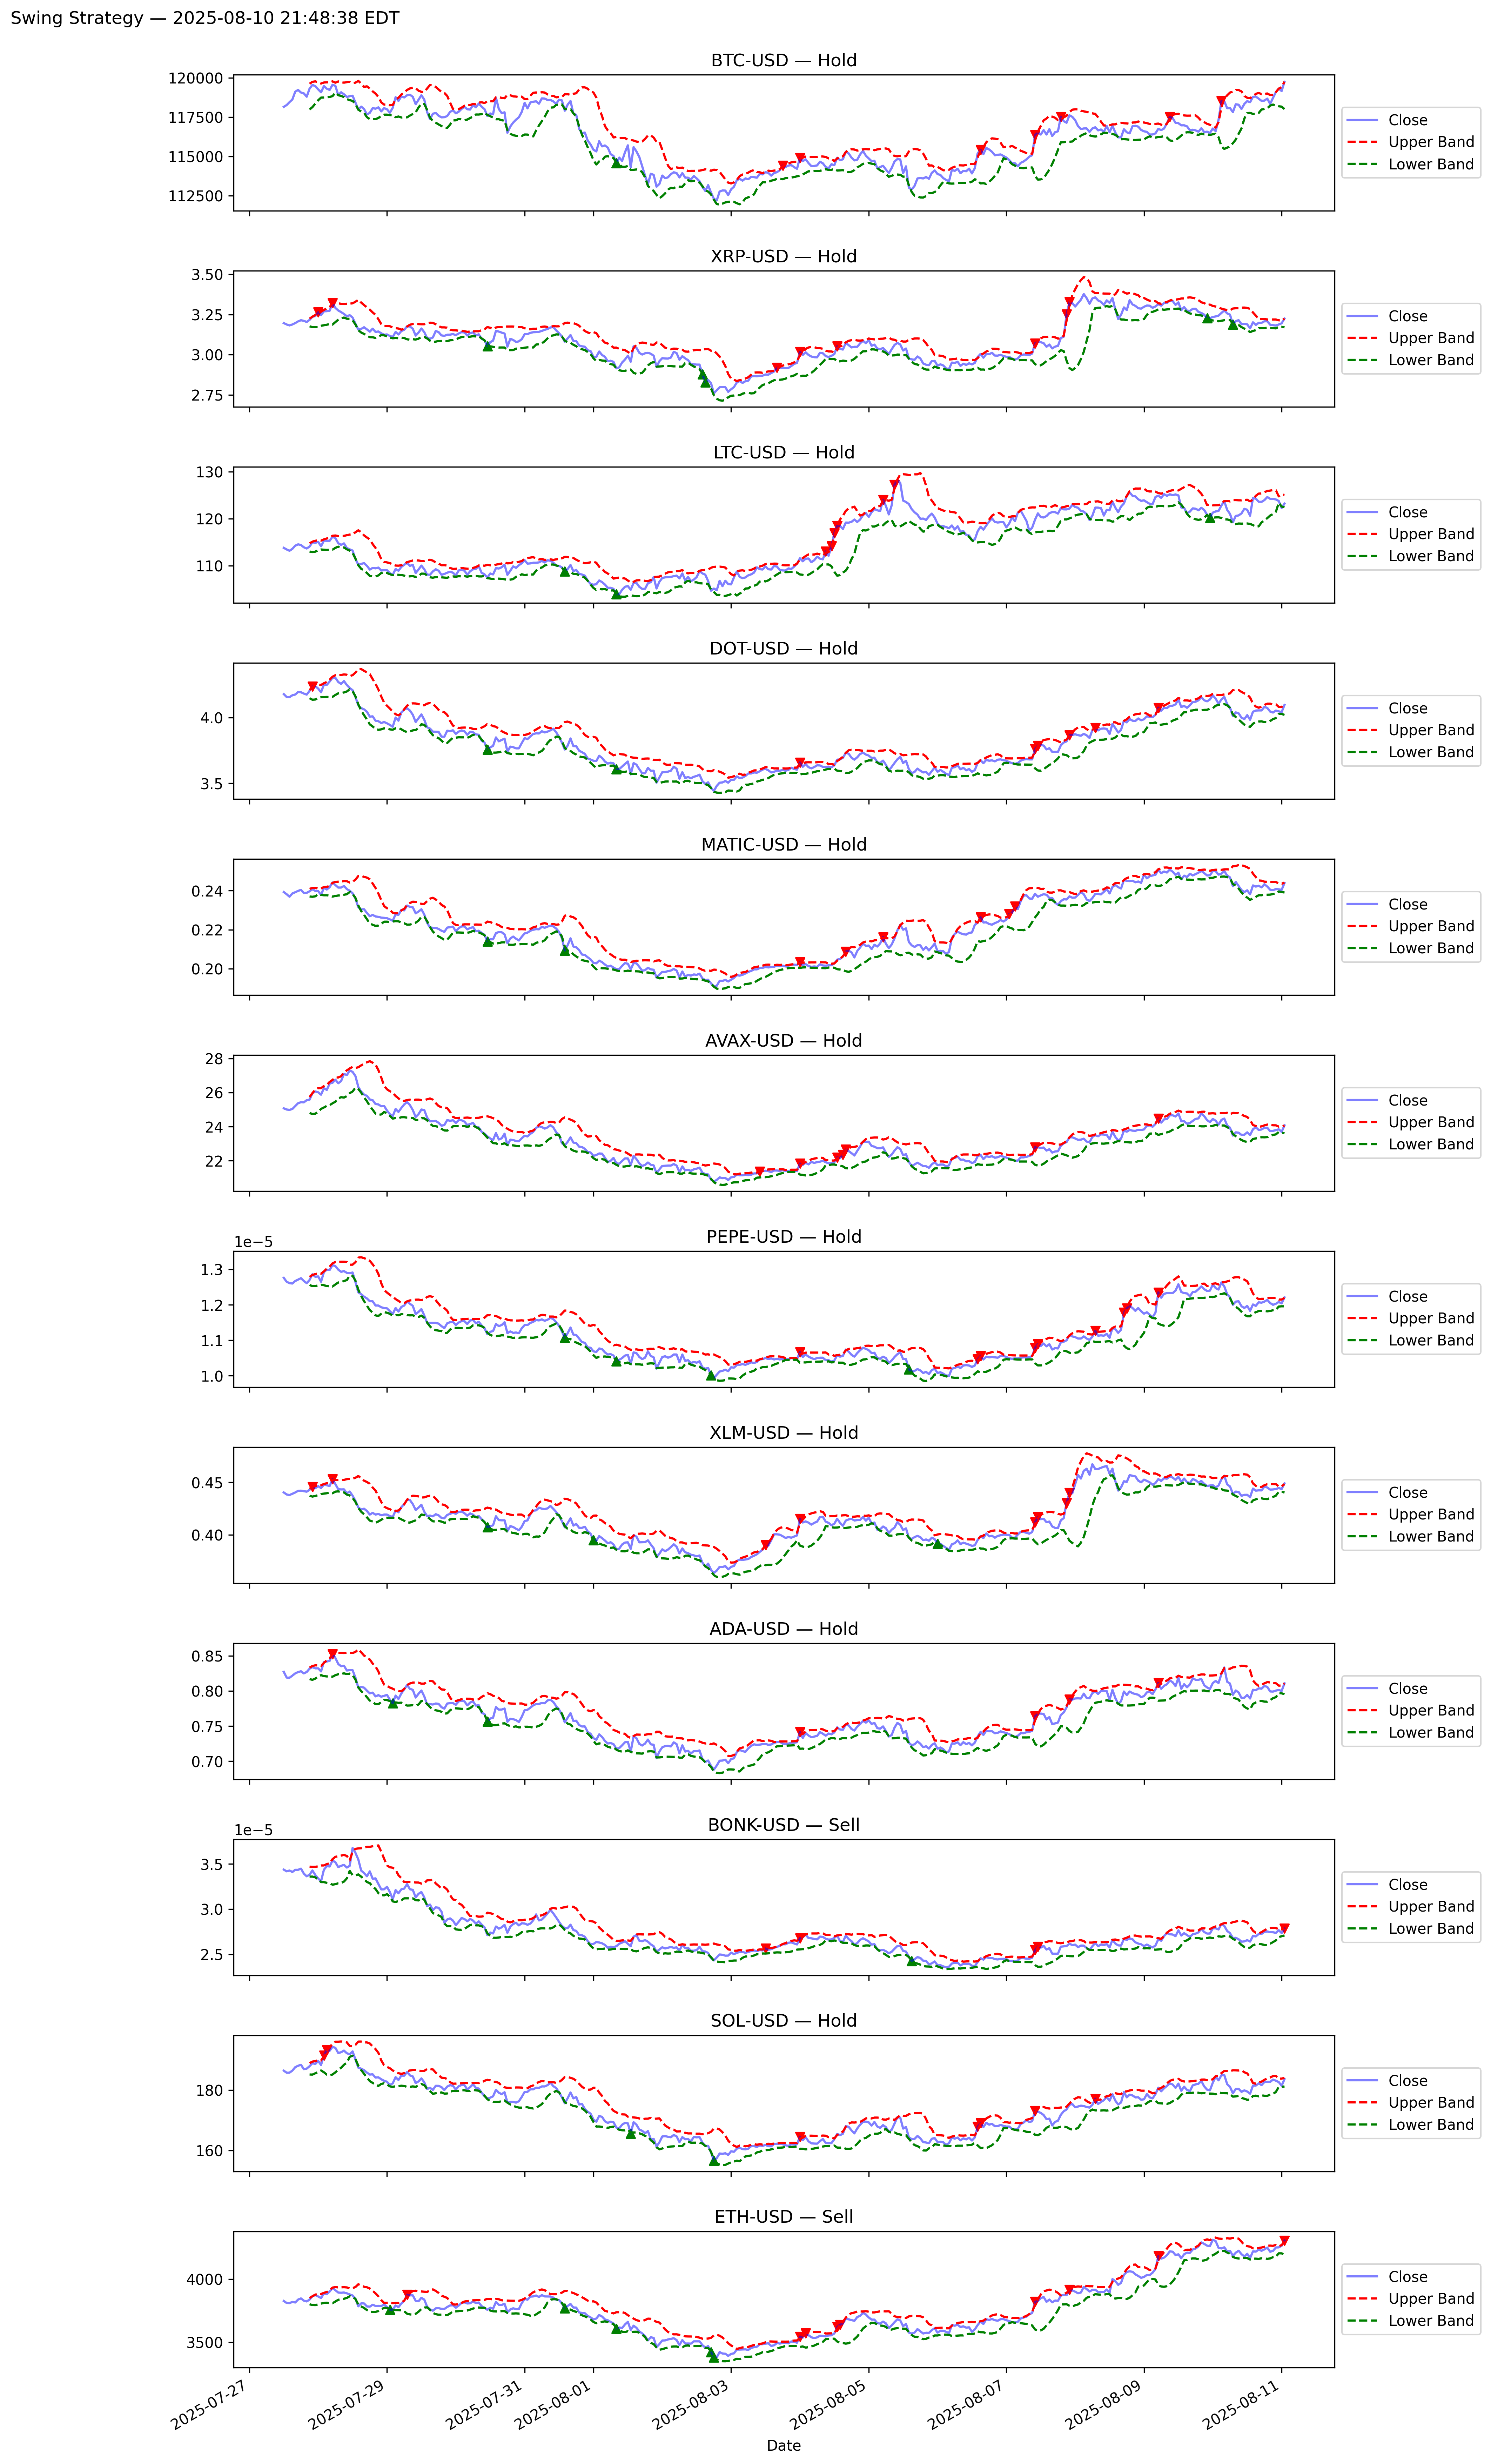 Swing Strategy — 2025-08-10 21:48:38 EDT
BTC-USD — Hold
120000
117500
115000
112500
Close
Upper Band
Lower Band
XRP-USD — Hold
3.50
3.25
3.00
2.75
Close
Upper Band
Lower Band
LTC-USD — Hold
130
120
110
Close
Upper Band
Lower Band
DOT-USD — Hold
4.0
3.5
Close
Upper Band
Lower Band
MATIC-USD — Hold
0.24
0.22
0.20
Close
Upper Band
Lower Band
AVAX-USD — Hold
28
26
24
22
Close
Upper Band
Lower Band
PEPE-USD — Hold
1e−5
1.3
1.2
1.1
1.0
Close
Upper Band
Lower Band
XLM-USD — Hold
0.45
0.40
Close
Upper Band
Lower Band
ADA-USD — Hold
0.85
0.80
0.75
0.70
Close
Upper Band
Lower Band
BONK-USD — Sell
1e−5
3.5
3.0
2.5
Close
Upper Band
Lower Band
SOL-USD — Hold
180
160
Close
Upper Band
Lower Band
ETH-USD — Sell
4000
3500
Close
Upper Band
Lower Band
2025-07-27
2025-07-29
2025-07-31
2025-08-01
2025-08-03
2025-08-05
2025-08-07
2025-08-09
2025-08-11
Date